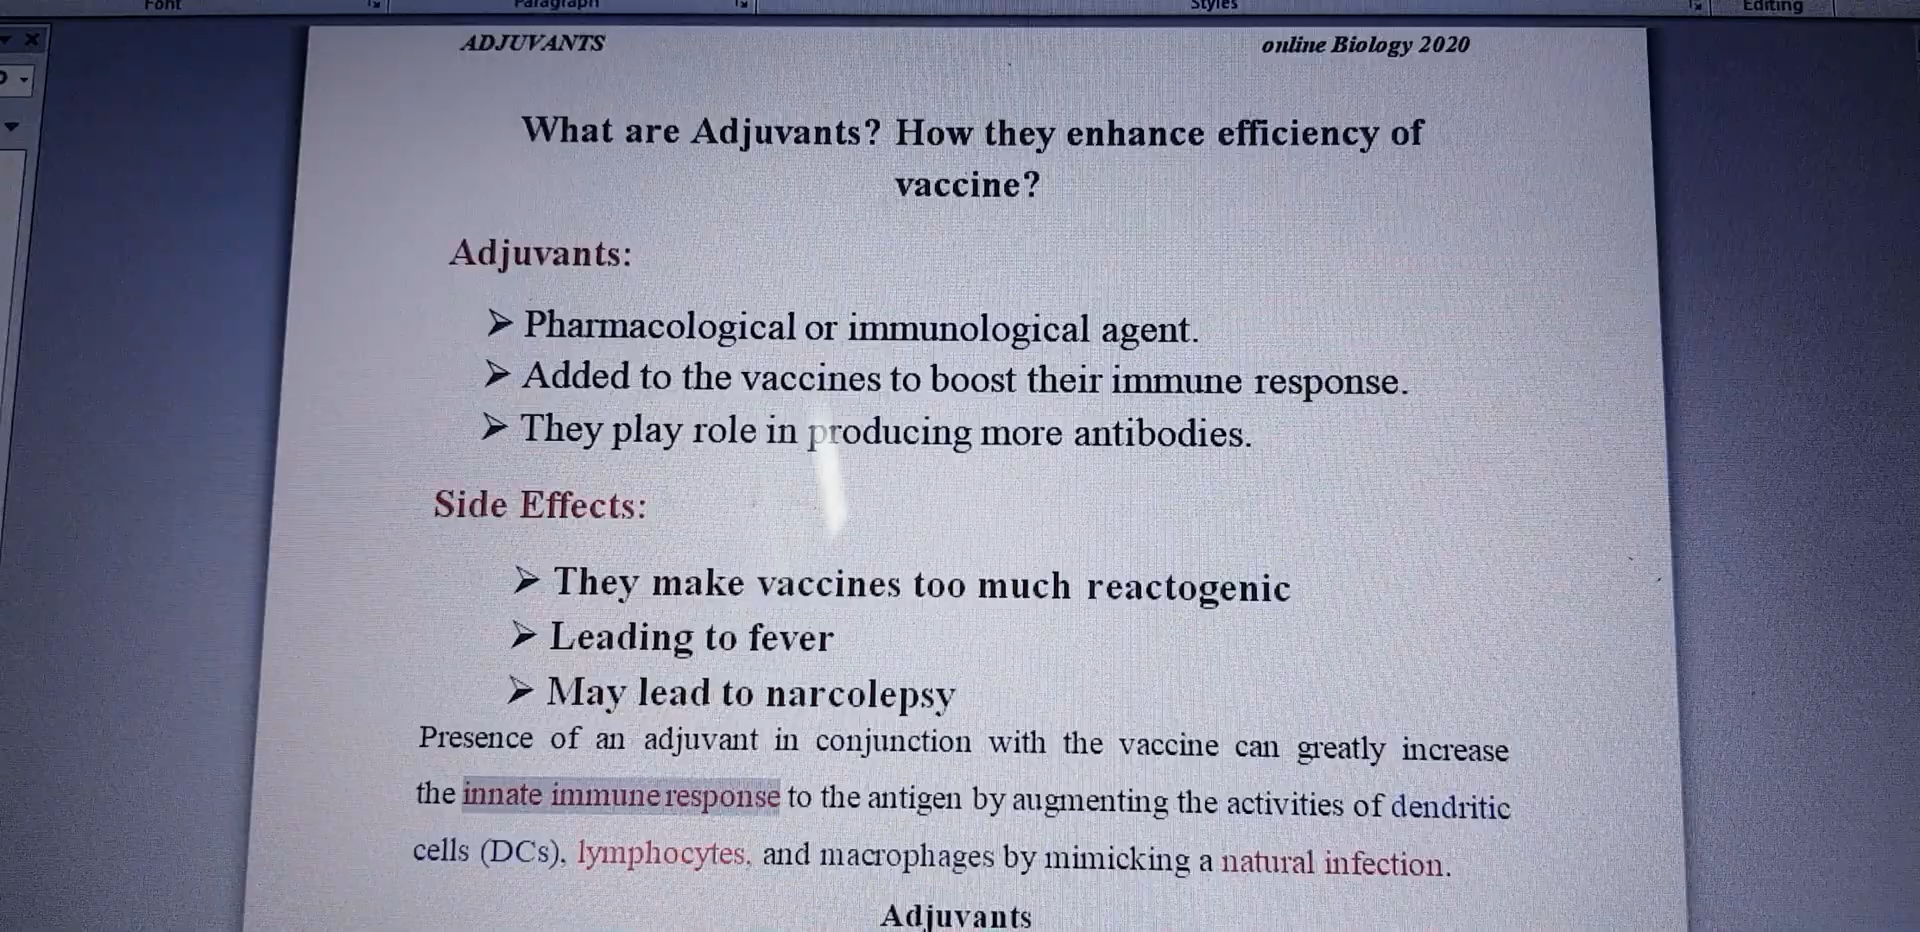 Font Paragraph Styles Editing
ADJUVANTS online Biology 2020
What are Adjuvants? How they enhance efficiency of
vaccine?
Adjuvants:
➢ Pharmacological or immunological agent.
➢ Added to the vaccines to boost their immune response.
➢ They play role in producing more antibodies.
Side Effects:
➢ They make vaccines too much reactogenic
➢ Leading to fever
➢ May lead to narcolepsy
Presence of an adjuvant in conjunction with the vaccine can greatly increase
the innate immune response to the antigen by augmenting the activities of dendritic
cells (DCs), lymphocytes, and macrophages by mimicking a natural infection.
Adjuvants